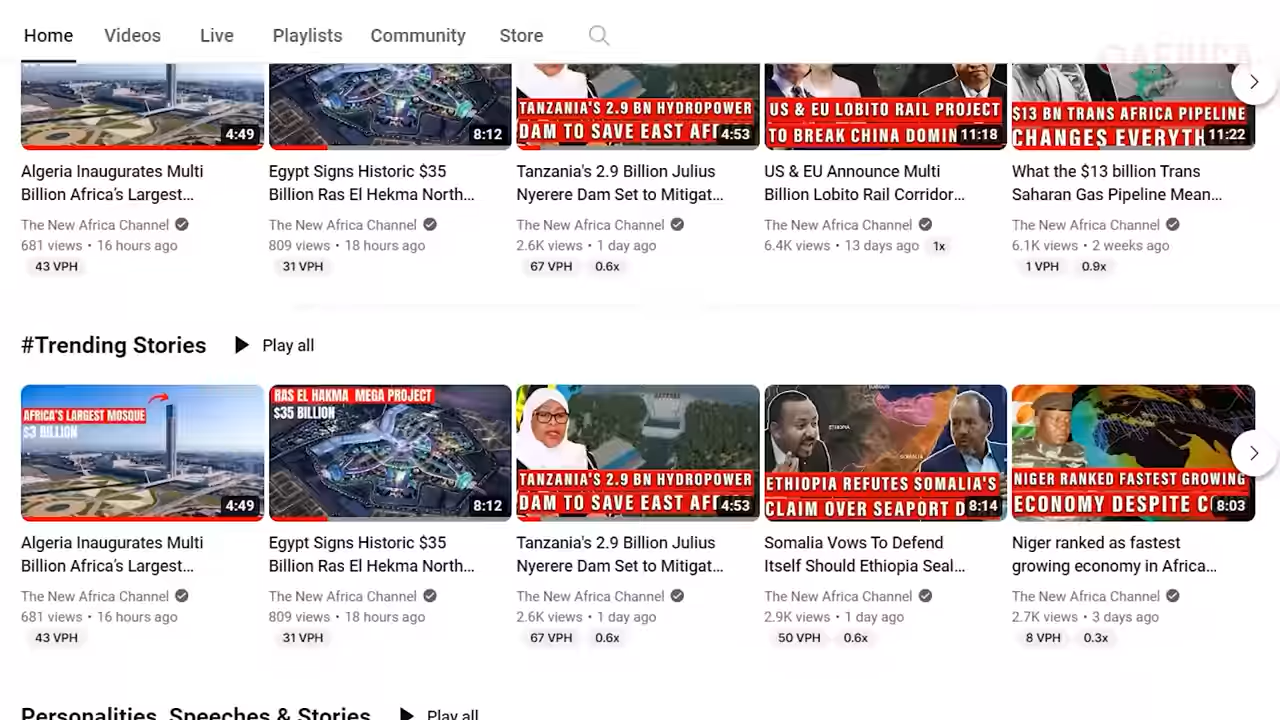 Home Videos Live Playlists Community Store
4:49
8:12
TANZANIA'S 2.9 BN HYDROPOWER
DAM TO SAVE EAST AFR
4:53
US & EU LOBITO RAIL PROJECT
TO BREAK CHINA DOMIN
11:18
$13 BN TRANS AFRICA PIPELINE
CHANGES EVERYTH
11:22
Algeria Inaugurates Multi
Billion Africa's Largest...
The New Africa Channel
681 views • 16 hours ago
43 VPH
Egypt Signs Historic $35
Billion Ras El Hekma North...
The New Africa Channel
809 views • 18 hours ago
31 VPH
Tanzania's 2.9 Billion Julius
Nyerere Dam Set to Mitigat...
The New Africa Channel
2.6K views • 1 day ago
67 VPH 0.6x
US & EU Announce Multi
Billion Lobito Rail Corridor...
The New Africa Channel
6.4K views • 13 days ago 1x
What the $13 billion Trans
Saharan Gas Pipeline Mean...
The New Africa Channel
6.1K views • 2 weeks ago
1 VPH 0.9x
#Trending Stories Play all
AFRICA'S LARGEST MOSQUE
$3 BILLION
4:49
RAS EL HAKMA MEGA PROJECT
$35 BILLION
8:12
TANZANIA'S 2.9 BN HYDROPOWER
DAM TO SAVE EAST AFR
4:53
ETHIOPIA
SOMALIA
ETHIOPIA REFUTES SOMALIA'S
CLAIM OVER SEAPORT D
8:14
NIGER RANKED FASTEST GROWING
ECONOMY DESPITE C
8:03
Algeria Inaugurates Multi
Billion Africa's Largest...
The New Africa Channel
681 views • 16 hours ago
43 VPH
Egypt Signs Historic $35
Billion Ras El Hekma North...
The New Africa Channel
809 views • 18 hours ago
31 VPH
Tanzania's 2.9 Billion Julius
Nyerere Dam Set to Mitigat...
The New Africa Channel
2.6K views • 1 day ago
67 VPH 0.6x
Somalia Vows To Defend
Itself Should Ethiopia Seal...
The New Africa Channel
2.9K views • 1 day ago
50 VPH 0.6x
Niger ranked as fastest
growing economy in Africa...
The New Africa Channel
2.7K views • 3 days ago
8 VPH 0.3x
Personalities, Speeches & Stories Play all